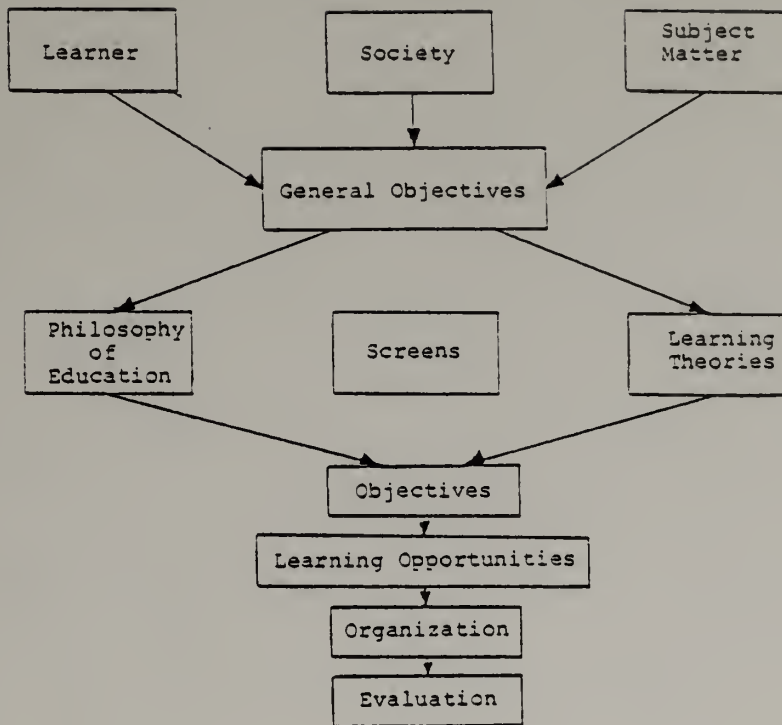 Learner
Society
Subject
Matter
General Objectives
Philosophy
of
Education
Screens
Learning
Theories
Objectives
Learning Opportunities
Organization
Evaluation